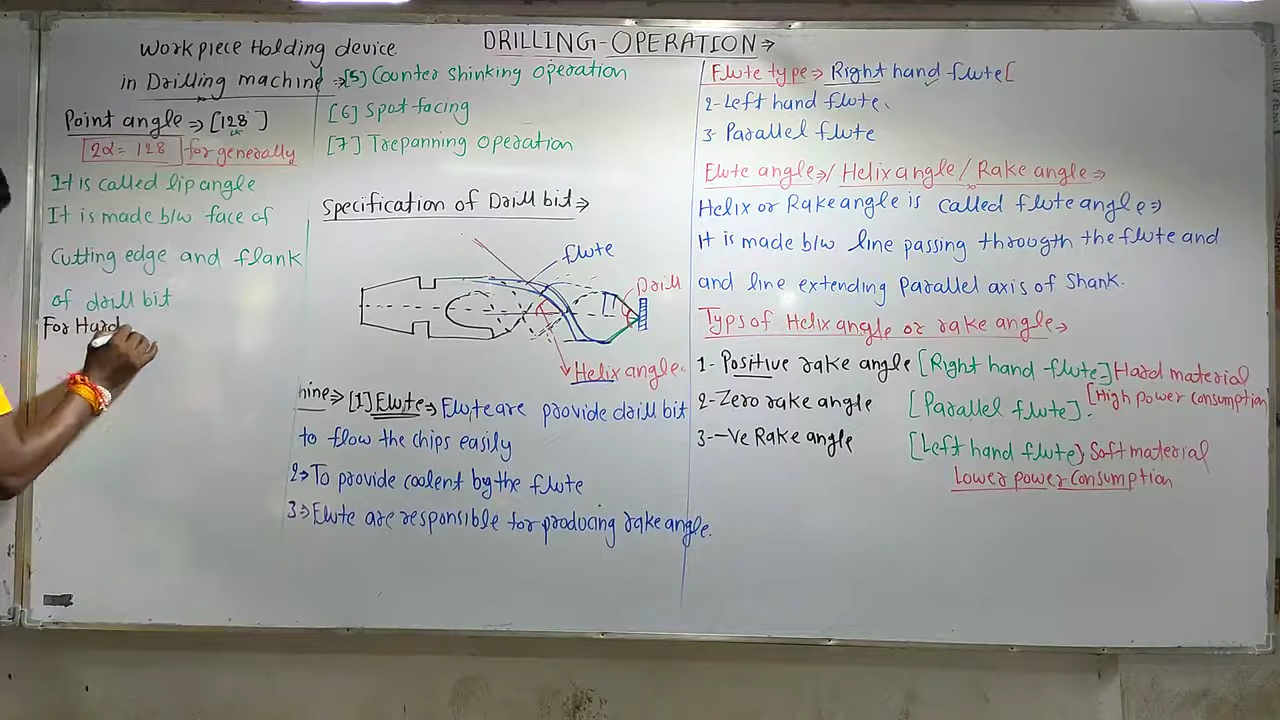 DRILLING-OPERATION⇒
Workpiece Holding device
in Drilling machine
Point angle ⇒ [128°]
2α = 128 for generally
It is called lip angle
It is made b/w face of
Cutting edge and flank
of drill bit
For Hard
→[5] Counter shinking operation
[6] Spot facing
[7] Trepanning operation
Specification of Drill bit⇒
flute
Drill
Helix angle
hine⇒ [1] Flute⇒ Flute are provide drill bit
to flow the chips easily
2⇒ To provide coolent by the flute
3⇒ Flute are responsible for producing rake angle.
Flute type⇒ Right hand flute [
2- Left hand flute.
3- Parallel flute
Flute angle⇒/ Helix angle / Rake angle⇒
Helix or Rake angle is called flute angle⇒
It is made b/w line passing througth the flute and
and line extending parallel axis of Shank.
Typs of Helix angle or rake angle⇒
1- Positive rake angle [Right hand flute] Hard material
[High power consumption]
2- Zero rake angle [Parallel flute].
3- -Ve Rake angle [Left hand flute) Soft material
Lower power Consumption